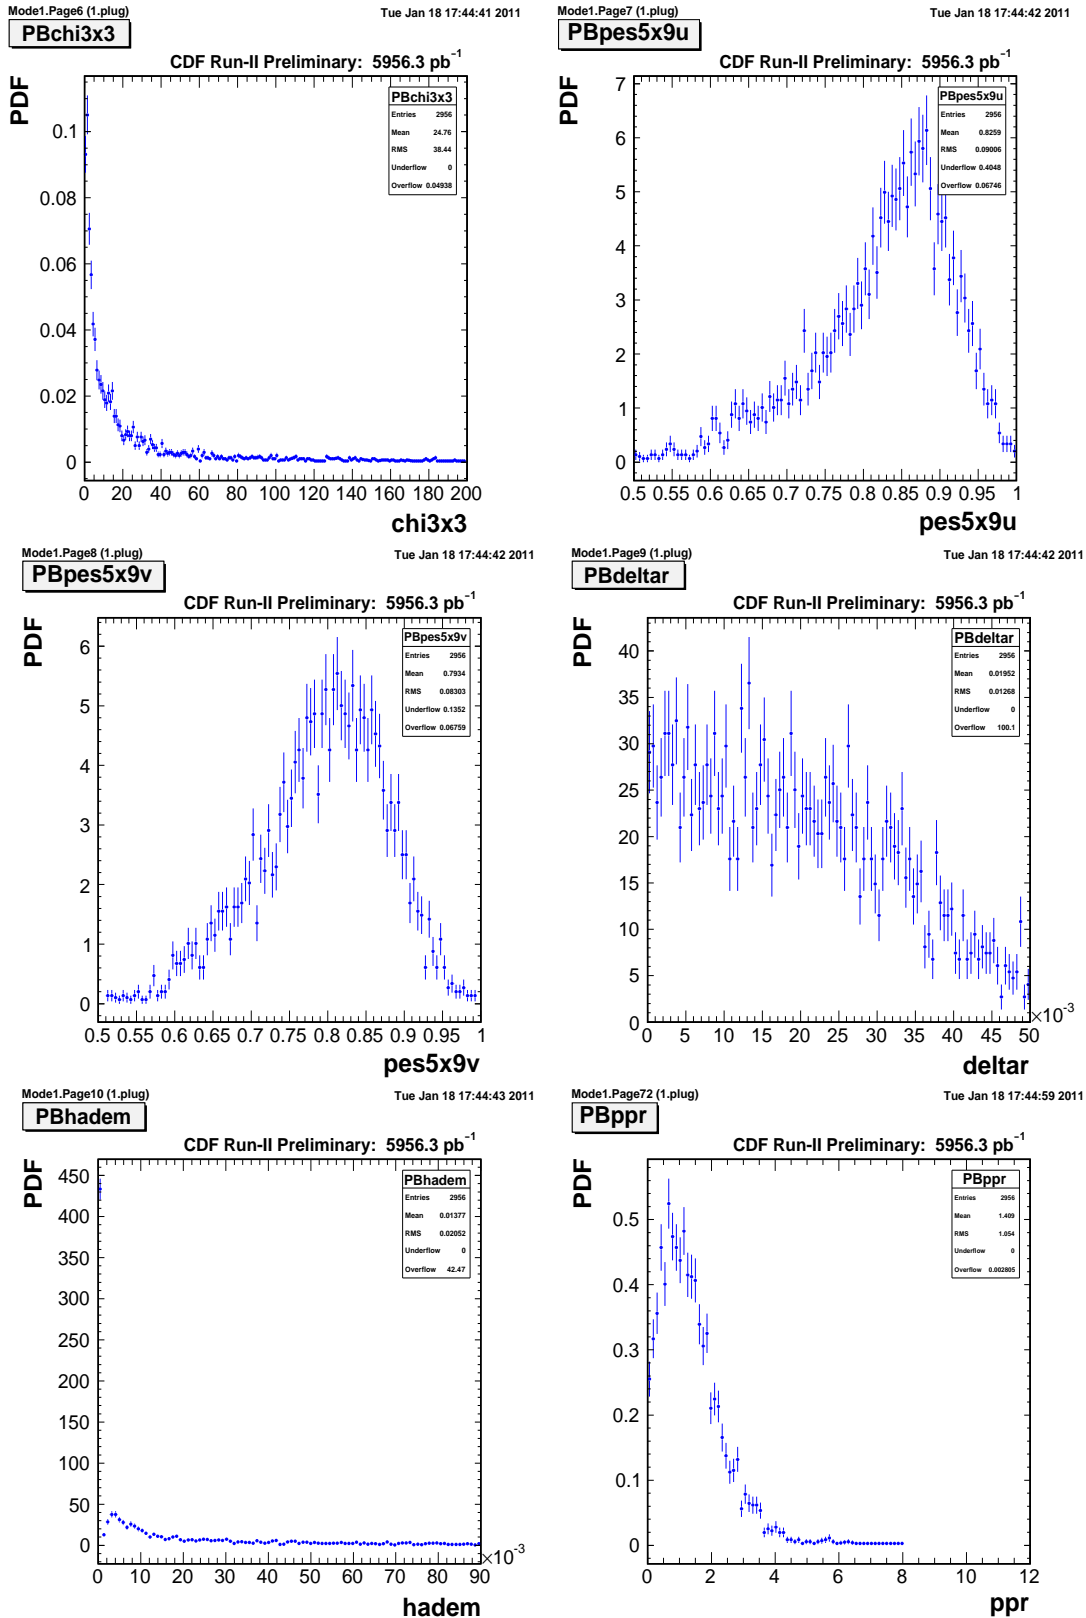 Mode1.Page6 (1.plug)
Tue Jan 18 17:44:41 2011
PBchi3x3
CDF Run-II Preliminary: 5956.3 pb⁻¹
PDF
PBchi3x3
Entries 2956
Mean 24.76
RMS 38.44
Underflow 0
Overflow 0.04938
0.1
0.08
0.06
0.04
0.02
0
0 20 40 60 80 100 120 140 160 180 200
chi3x3
Mode1.Page7 (1.plug)
Tue Jan 18 17:44:42 2011
PBpes5x9u
CDF Run-II Preliminary: 5956.3 pb⁻¹
PDF
PBpes5x9u
Entries 2956
Mean 0.8259
RMS 0.09006
Underflow 0.4048
Overflow 0.06746
7
6
5
4
3
2
1
0
0.5 0.55 0.6 0.65 0.7 0.75 0.8 0.85 0.9 0.95 1
pes5x9u
Mode1.Page8 (1.plug)
Tue Jan 18 17:44:42 2011
PBpes5x9v
CDF Run-II Preliminary: 5956.3 pb⁻¹
PDF
PBpes5x9v
Entries 2956
Mean 0.7934
RMS 0.08303
Underflow 0.1352
Overflow 0.06759
6
5
4
3
2
1
0
0.5 0.55 0.6 0.65 0.7 0.75 0.8 0.85 0.9 0.95 1
pes5x9v
Mode1.Page9 (1.plug)
Tue Jan 18 17:44:42 2011
PBdeltar
CDF Run-II Preliminary: 5956.3 pb⁻¹
PDF
PBdeltar
Entries 2956
Mean 0.01952
RMS 0.01268
Underflow 0
Overflow 100.1
40
35
30
25
20
15
10
5
0
0 5 10 15 20 25 30 35 40 45 50
×10⁻³
deltar
Mode1.Page10 (1.plug)
Tue Jan 18 17:44:43 2011
PBhadem
CDF Run-II Preliminary: 5956.3 pb⁻¹
PDF
PBhadem
Entries 2956
Mean 0.01377
RMS 0.02052
Underflow 0
Overflow 42.47
450
400
350
300
250
200
150
100
50
0
0 10 20 30 40 50 60 70 80 90
×10⁻³
hadem
Mode1.Page72 (1.plug)
Tue Jan 18 17:44:59 2011
PBppr
CDF Run-II Preliminary: 5956.3 pb⁻¹
PDF
PBppr
Entries 2956
Mean 1.409
RMS 1.054
Underflow 0
Overflow 0.002805
0.5
0.4
0.3
0.2
0.1
0
0 2 4 6 8 10 12
ppr